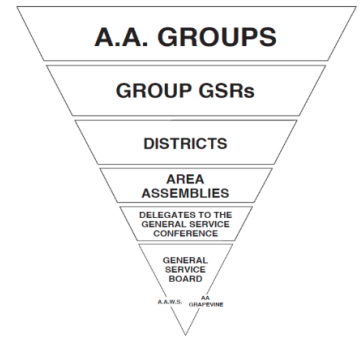 A.A. GROUPS
GROUP GSRs
DISTRICTS
AREA
ASSEMBLIES
DELEGATES TO THE
GENERAL SERVICE
CONFERENCE
GENERAL
SERVICE
BOARD
A.A.W.S.
AA
GRAPEVINE